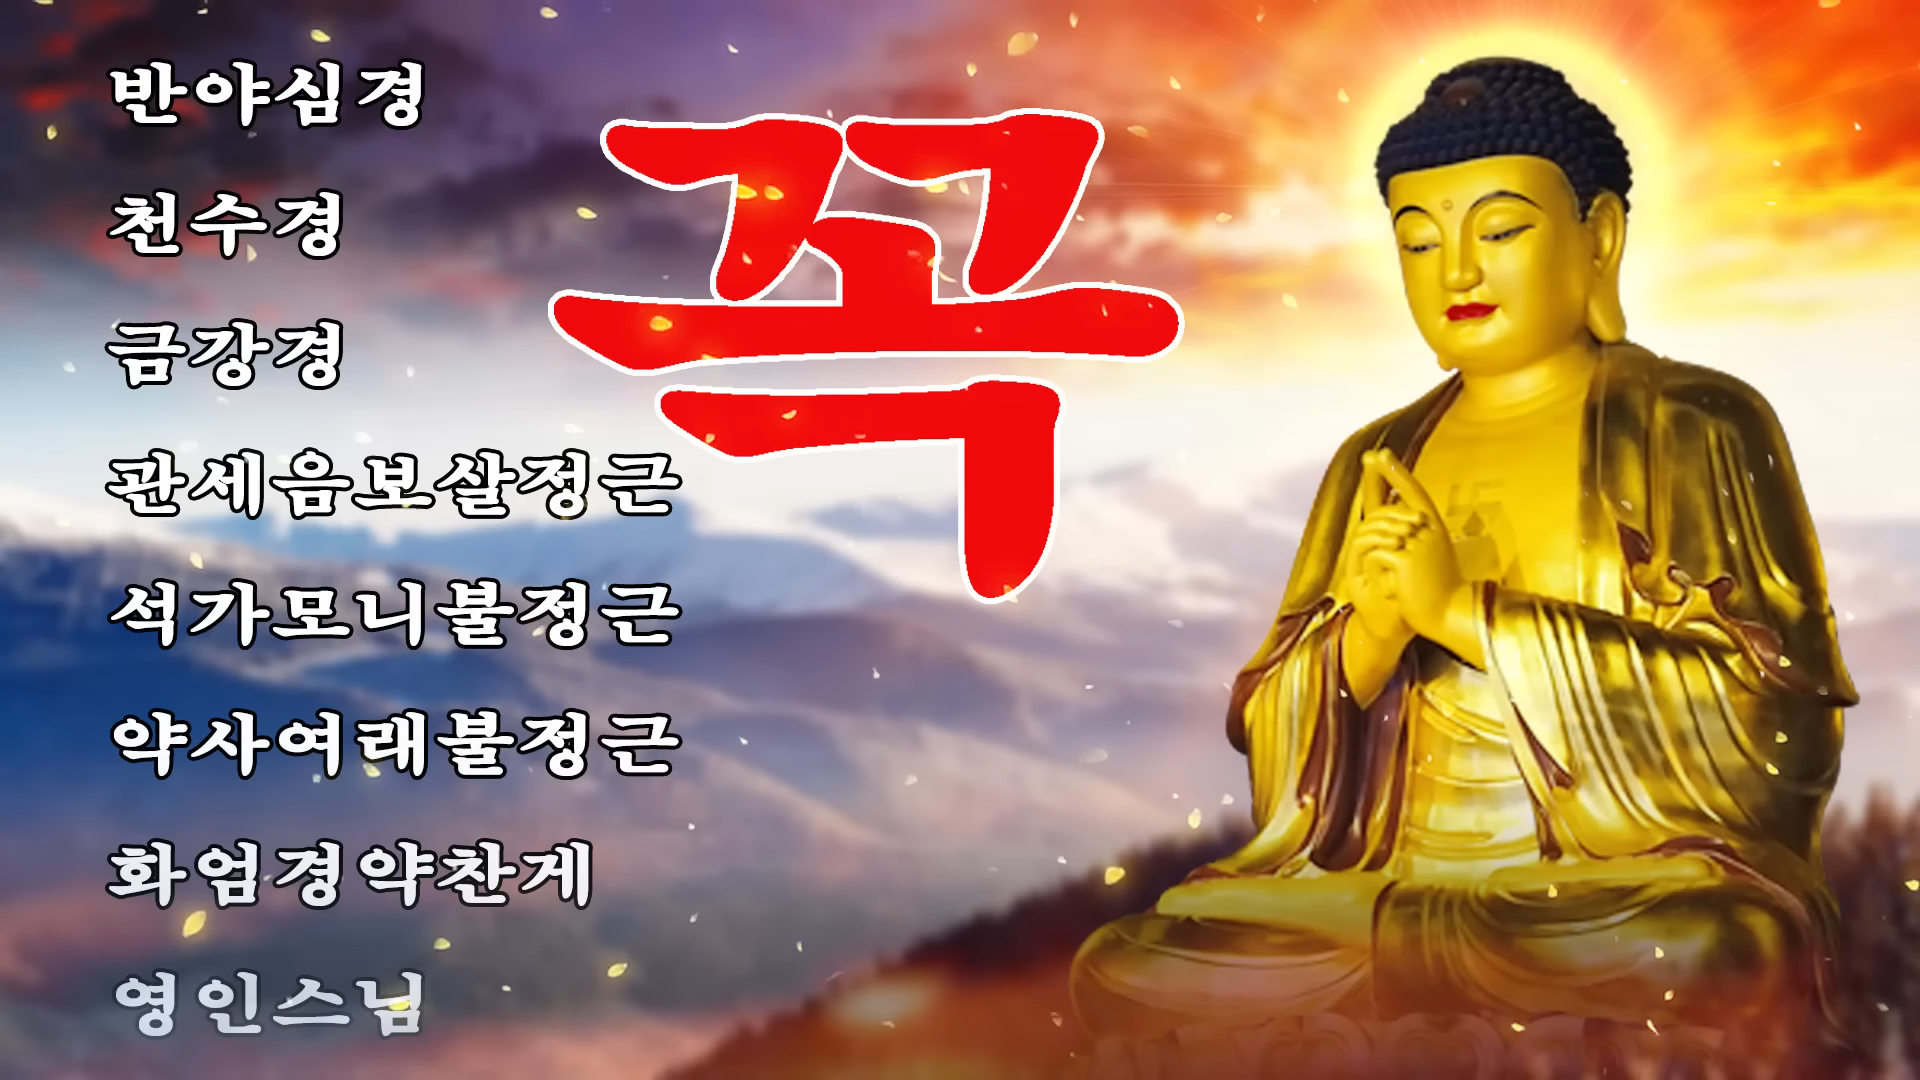 반야심경
천수경
금강경
관세음보살정근
석가모니불정근
약사여래불정근
화엄경약찬게
영인스님
꼭